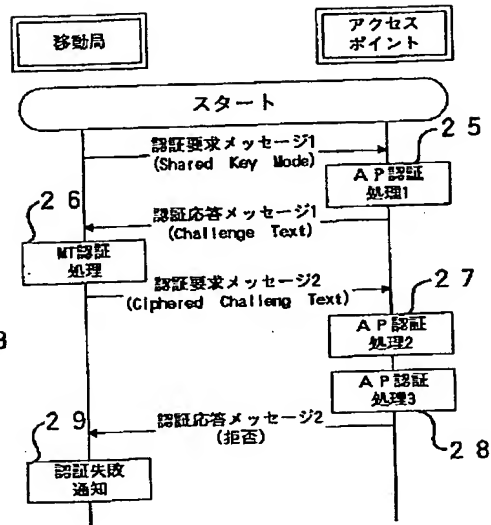 移動局
アクセス
ポイント
スタート
認証要求メッセージ1
(Shared Key Mode)
25
AP認証
処理1
26
認証応答メッセージ1
(Challenge Text)
MT認証
処理
認証要求メッセージ2
(Ciphered Challeng Text)
27
AP認証
処理2
AP認証
処理3
28
29
認証応答メッセージ2
(拒否)
認証失敗
通知